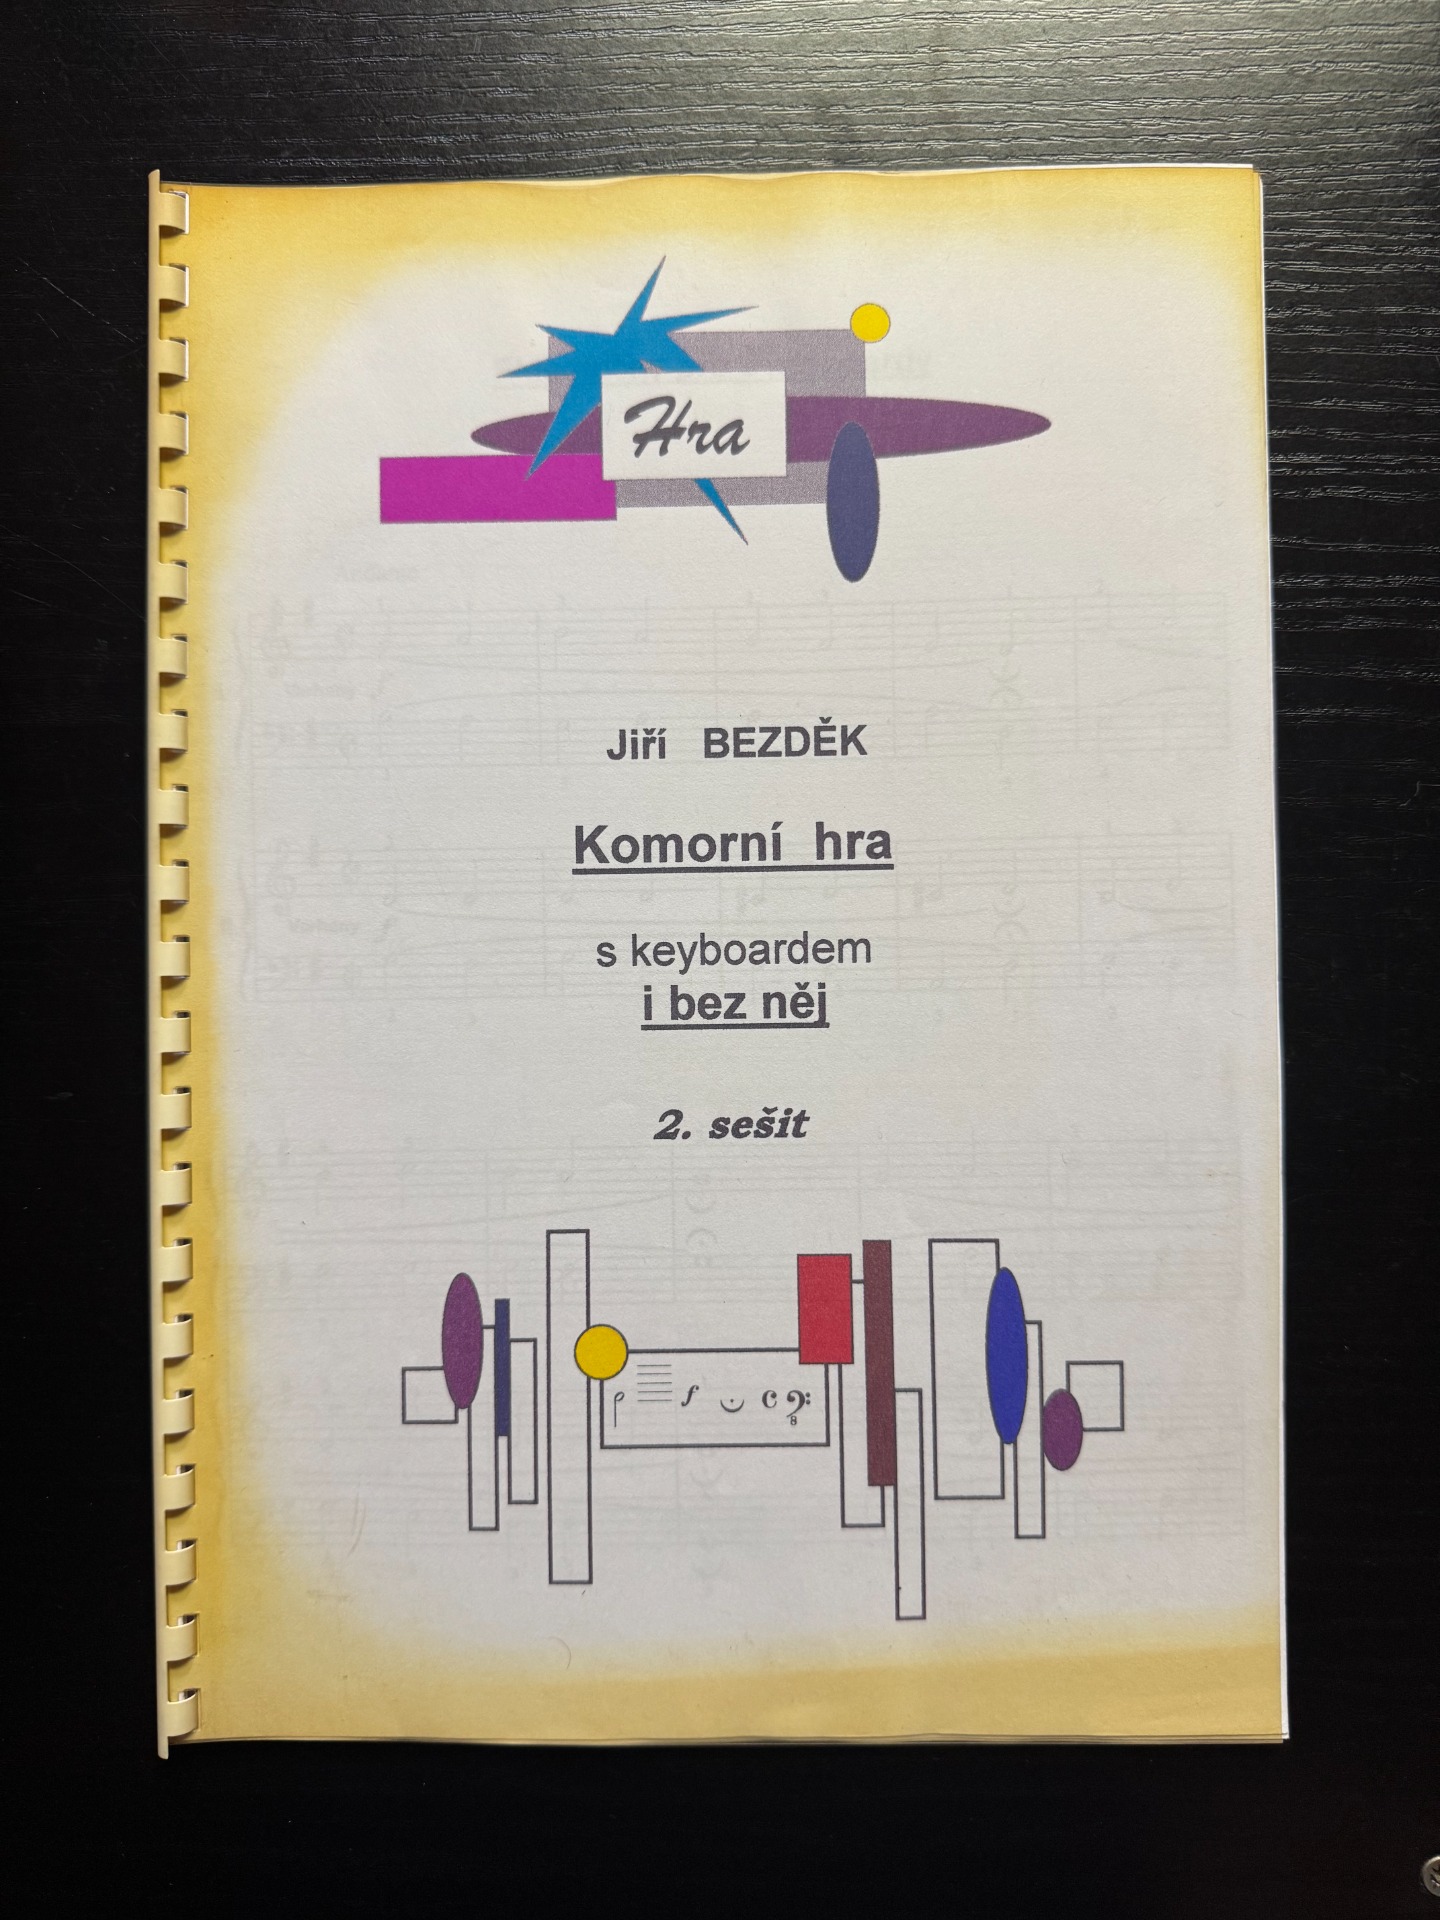 Hra
Jiří BEZDĚK
Komorní hra
s keyboardem
i bez něj
2. sešit